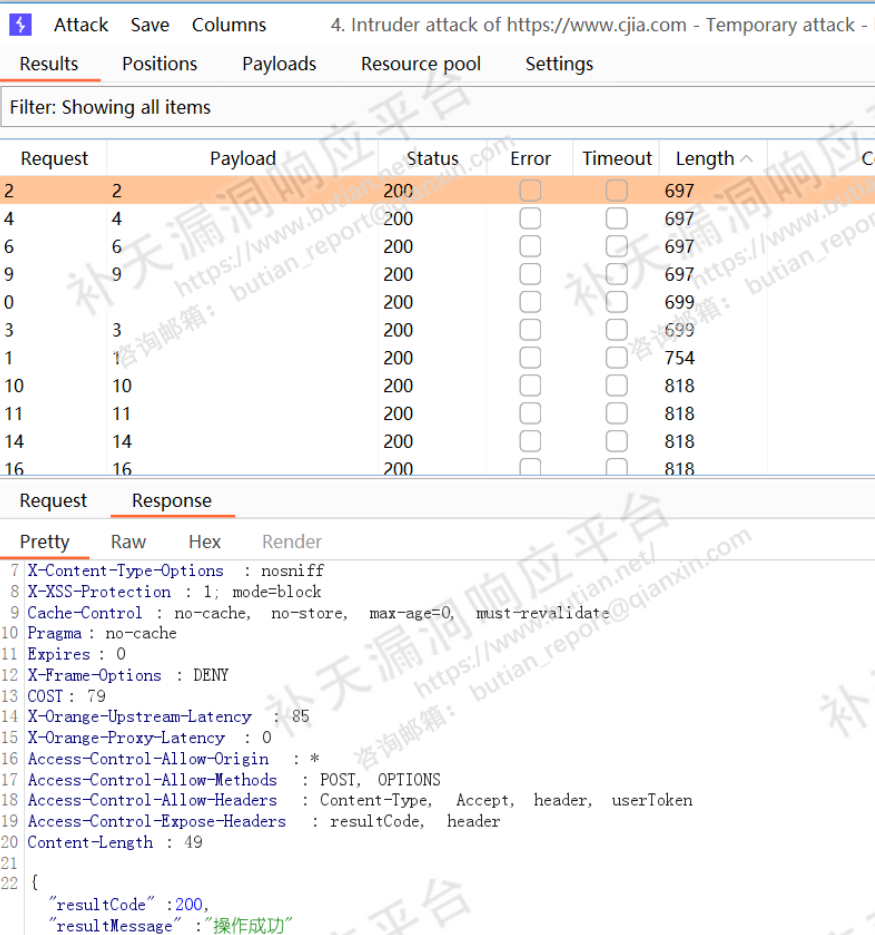 Attack Save Columns 4. Intruder attack of https://www.cjia.com - Temporary attack -
Results Positions Payloads Resource pool Settings
Filter: Showing all items
Request Payload Status Error Timeout Length
2 2 200 697
4 4 200 697
6 6 200 697
9 9 200 697
0 200 699
3 3 200 699
1 1 200 754
10 10 200 818
11 11 200 818
14 14 200 818
16 16 200 818
Request Response
Pretty Raw Hex Render
7 X-Content-Type-Options : nosniff
8 X-XSS-Protection : 1; mode=block
9 Cache-Control : no-cache, no-store, max-age=0, must-revalidate
10 Pragma : no-cache
11 Expires : 0
12 X-Frame-Options : DENY
13 COST : 79
14 X-Orange-Upstream-Latency : 85
15 X-Orange-Proxy-Latency : 0
16 Access-Control-Allow-Origin : *
17 Access-Control-Allow-Methods : POST, OPTIONS
18 Access-Control-Allow-Headers : Content-Type, Accept, header, userToken
19 Access-Control-Expose-Headers : resultCode, header
20 Content-Length : 49
21
22 {
"resultCode" :200,
"resultMessage" :"操作成功"
补天漏洞响应平台
https://www.butian.net/
咨询邮箱: butian_report@qianxin.com